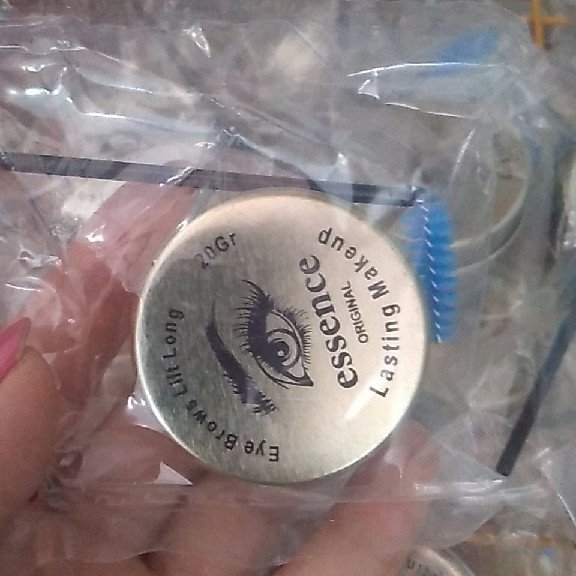 essence
ORIGINAL
Lasting Makeup
20Gr
Eye Brows Lift Long